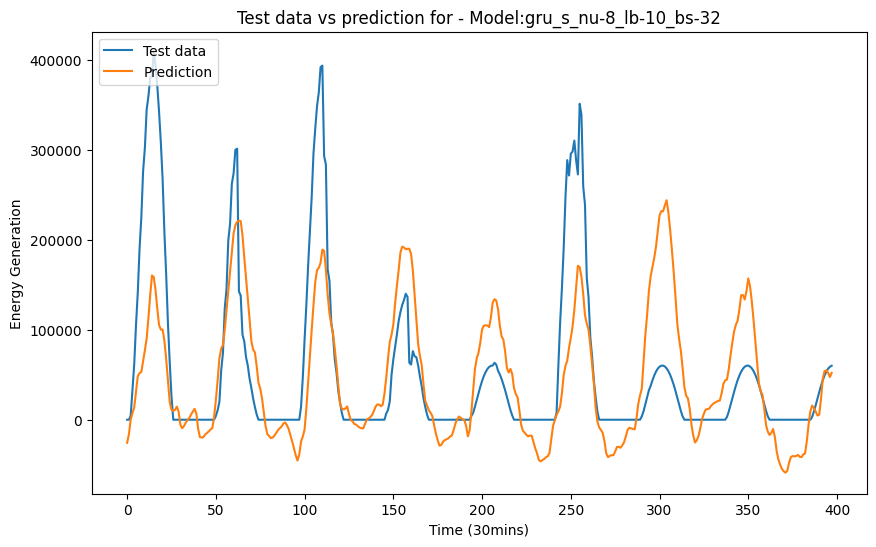 Test data vs prediction for - Model:gru_s_nu-8_lb-10_bs-32
Test data
Prediction
400000
300000
200000
100000
0
Energy Generation
0 50 100 150 200 250 300 350 400
Time (30mins)